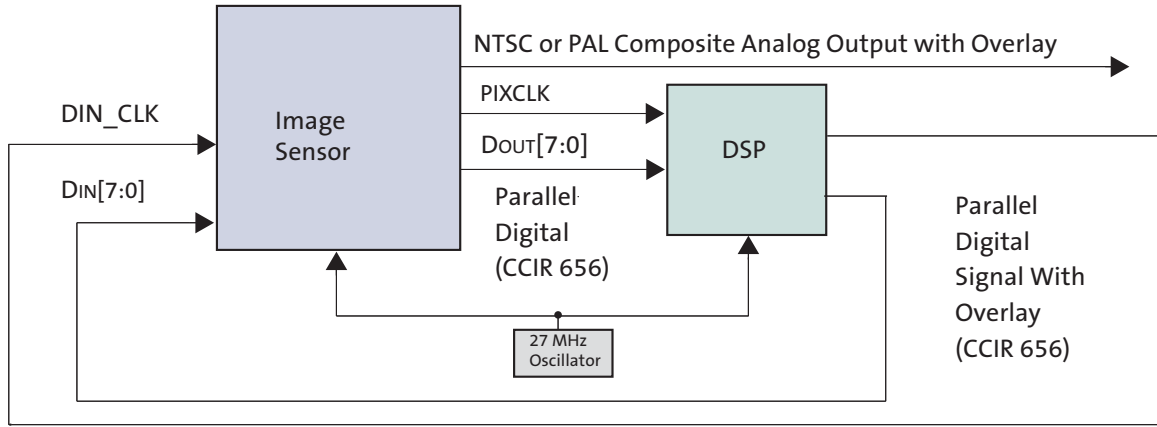 NTSC or PAL Composite Analog Output with Overlay
PIXCLK
DIN_CLK
Image
Sensor
DOUT[7:0]
DSP
DIN[7:0]
Parallel
Digital
(CCIR 656)
Parallel
Digital
Signal With
Overlay
(CCIR 656)
27 MHz
Oscillator